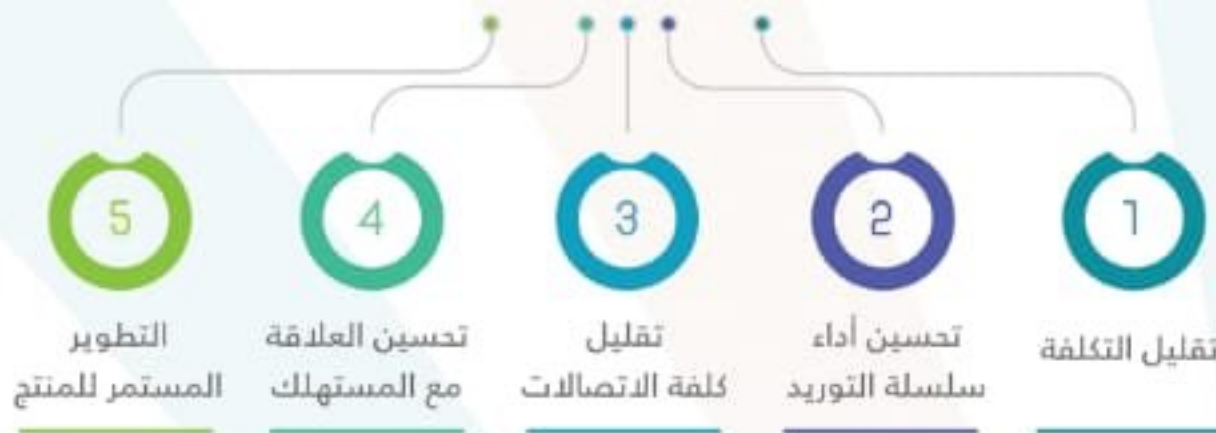 1
تقليل التكلفة
2
تحسين أداء
سلسلة التوريد
3
تقليل
كلفة الاتصالات
4
تحسين العلاقة
مع المستهلك
5
التطوير
المستمر للمنتج